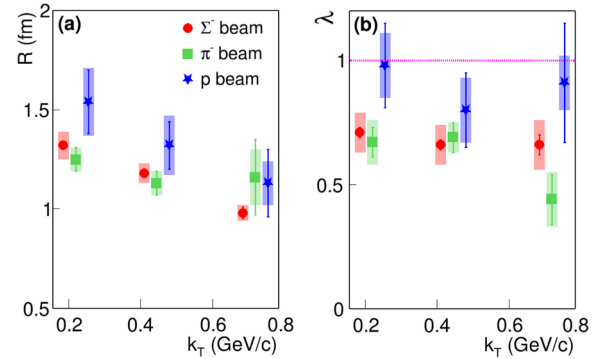 R (fm)
2
1.5
1
0.5
(a)
Σ⁻ beam
π⁻ beam
p beam
0.2 0.4 0.6 0.8
k_T (GeV/c)
λ
1
0.5
0
(b)
0.2 0.4 0.6 0.8
k_T (GeV/c)